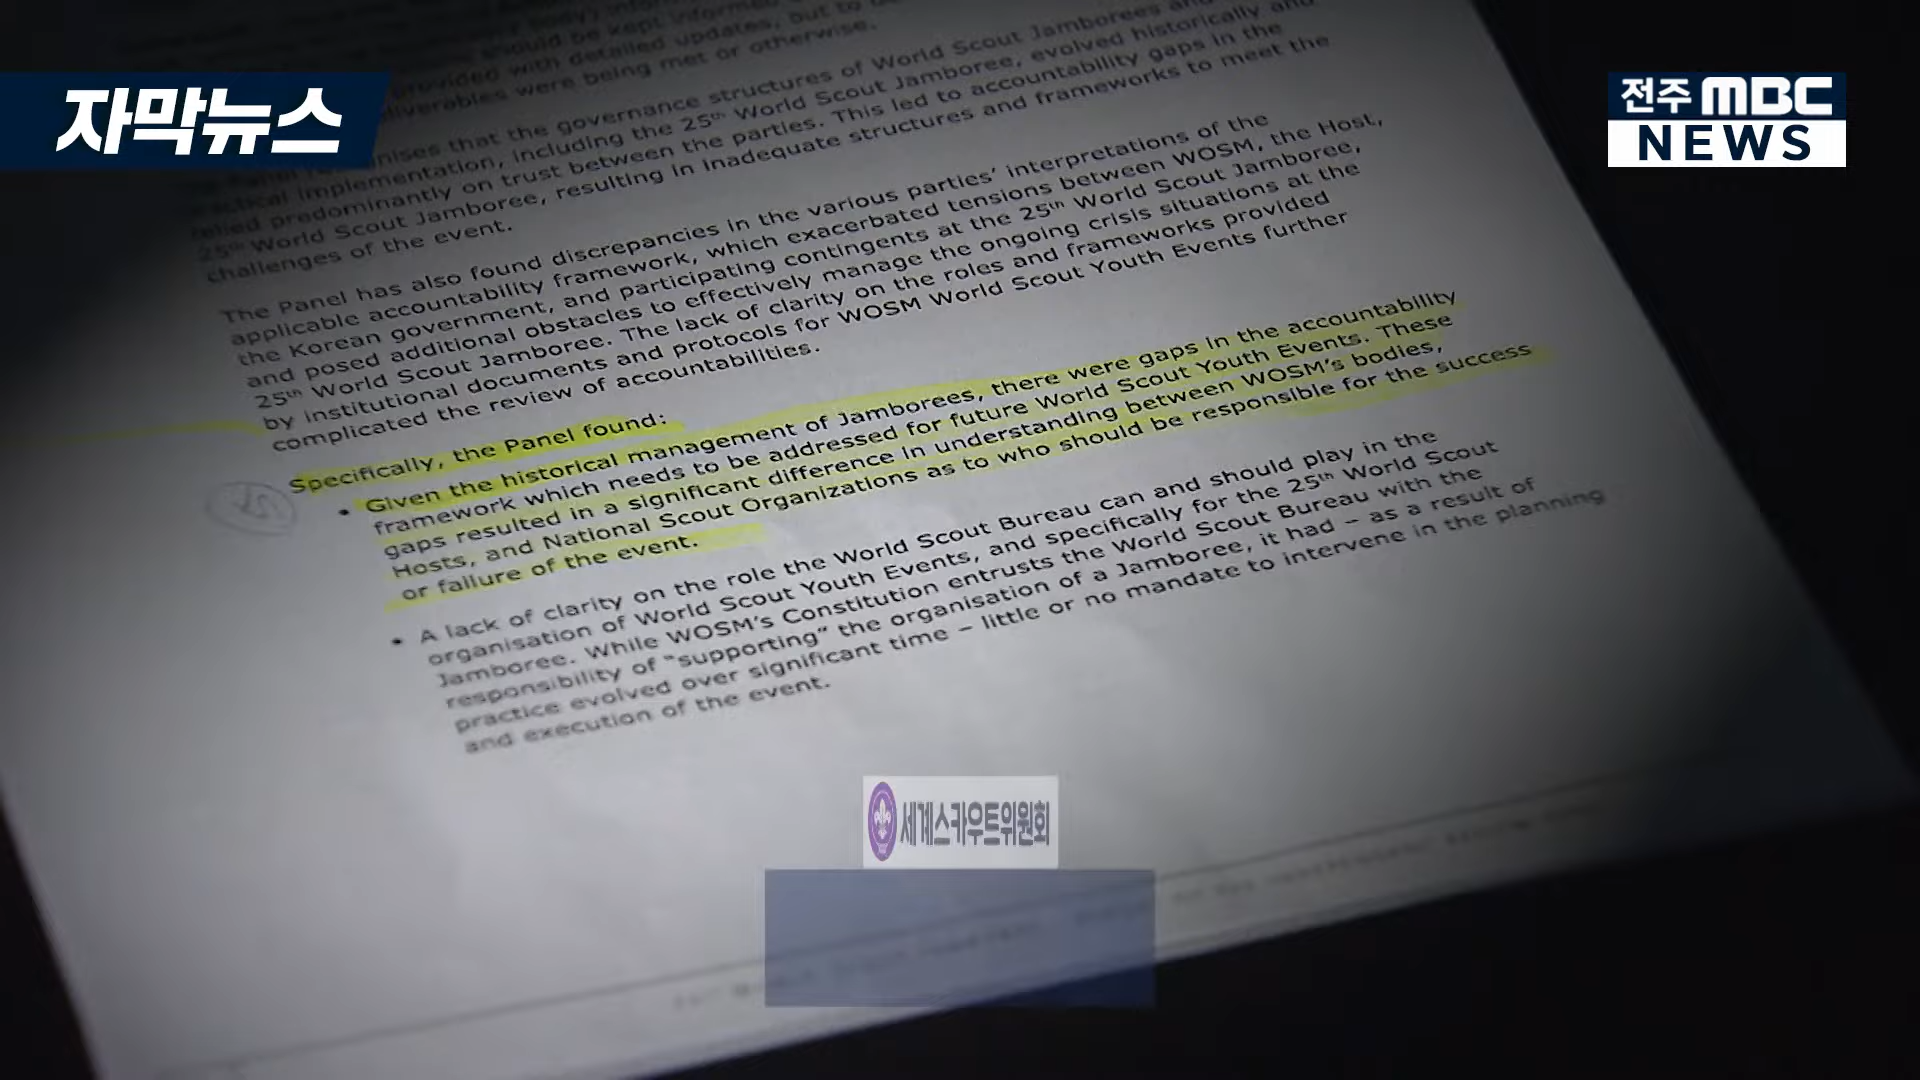 자막뉴스
전주 MBC
NEWS
should be kept informed
provided with detailed updates, but to
were being met or otherwise.
that the governance structures of World Scout Jamborees
implementation, including the 25th World Scout Jamboree, evolved historically and
relied predominantly on trust between the parties. This led to accountability gaps in the
25th World Scout Jamboree, resulting in inadequate structures and frameworks to meet the
challenges of the event.
The Panel has also found discrepancies in the various parties' interpretations of the
applicable accountability framework, which exacerbated tensions between WOSM, the Host,
the Korean government, and participating contingents at the 25th World Scout Jamboree,
and posed additional obstacles to effectively manage the ongoing crisis situations at the
25th World Scout Jamboree. The lack of clarity on the roles and frameworks provided
by institutional documents and protocols for WOSM World Scout Youth Events further
complicated the review of accountabilities.
Specifically, the Panel found:
• Given the historical management of Jamborees, there were gaps in the accountability
framework which needs to be addressed for future World Scout Youth Events. These
gaps resulted in a significant difference in understanding between WOSM's bodies,
Hosts, and National Scout Organizations as to who should be responsible for the success
or failure of the event.
• A lack of clarity on the role the World Scout Bureau can and should play in the
organisation of World Scout Youth Events, and specifically for the 25th World Scout
Jamboree. While WOSM's Constitution entrusts the World Scout Bureau with the
responsibility of "supporting" the organisation of a Jamboree, it had – as a result of
practice evolved over significant time – little or no mandate to intervene in the planning
and execution of the event.
세계스카우트위원회